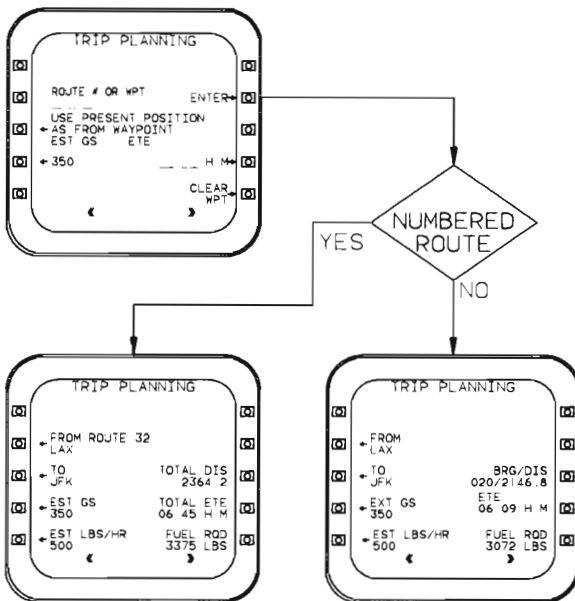 TRIP PLANNING
ROUTE # OR WPT
ENTER
USE PRESENT POSITION
AS FROM WAYPOINT
EST GS ETE
350 __ __ H M
CLEAR
WPT
NUMBERED
ROUTE
YES
NO
TRIP PLANNING
FROM ROUTE 32
LAX
TO TOTAL DIS
JFK 2364 2
EST GS TOTAL ETE
350 06 45 H M
EST LBS/HR FUEL RQD
500 3375 LBS
TRIP PLANNING
FROM
LAX
TO BRG/DIS
JFK 020/2146.8
EXT GS ETE
350 06 09 H M
EST LBS/HR FUEL RQD
500 3072 LBS